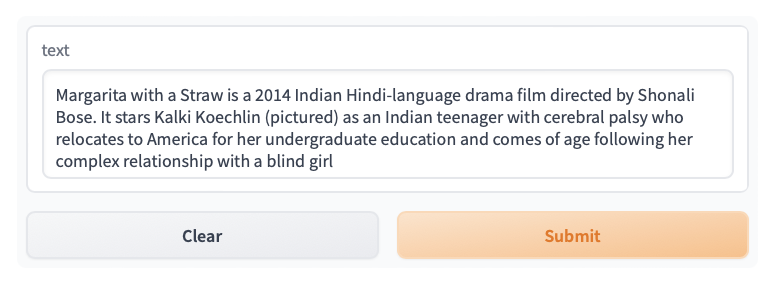 text
Margarita with a Straw is a 2014 Indian Hindi-language drama film directed by Shonali
Bose. It stars Kalki Koechlin (pictured) as an Indian teenager with cerebral palsy who
relocates to America for her undergraduate education and comes of age following her
complex relationship with a blind girl
Clear
Submit